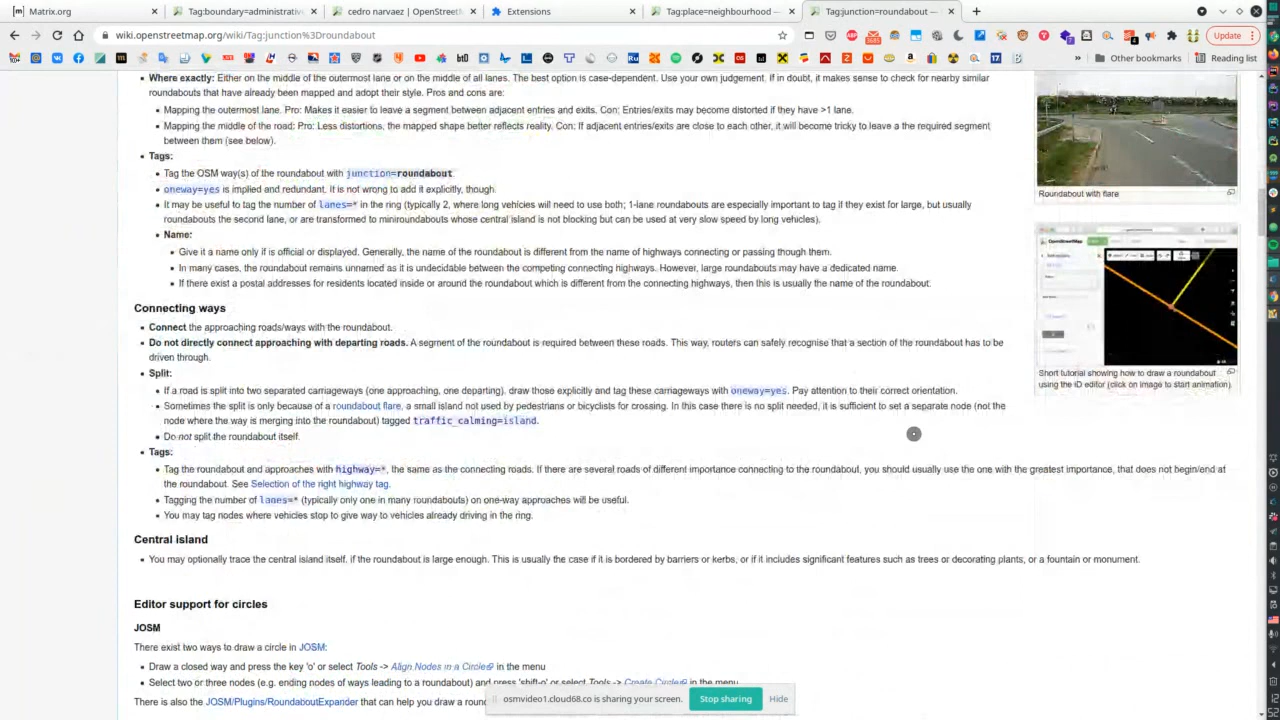 Matrix.org
Tag:boundary=administrativ
cedro narvaez | OpenStreetM
Extensions
Tag:place=neighbourhood —
Tag:junction=roundabout —
wiki.openstreetmap.org/wiki/Tag:junction%3Droundabout
Update
Other bookmarks
Reading list
Where exactly: Either on the middle of the outermost lane or on the middle of all lanes. The best option is case-dependent. Use your own judgement. If in doubt, it makes sense to check for nearby similar
roundabouts that have already been mapped and adopt their style. Pros and cons are:
Mapping the outermost lane. Pro: Makes it easier to leave a segment between adjacent entries and exits. Con: Entries/exits may become distorted if they have >1 lane.
Mapping the middle of the road: Pro: Less distortions, the mapped shape better reflects reality. Con: If adjacent entries/exits are close to each other, it will become tricky to leave a the required segment
between them (see below).
Tags:
Tag the OSM way(s) of the roundabout with junction=roundabout
oneway=yes is implied and redundant. It is not wrong to add it explicitly, though.
It may be useful to tag the number of lanes=* in the ring (typically 2, where long vehicles will need to use both; 1-lane roundabouts are especially important to tag if they exist for large, but usually
roundbouts the second lane, or are transformed to miniroundabouts whose central island is not blocking but can be used at very slow speed by long vehicles).
Name:
Give it a name only if is official or displayed. Generally, the name of the roundabout is different from the name of highways connecting or passing though them.
In many cases, the roundabout remains unnamed as it is undecidable between the competing connecting highways. However, large roundabouts may have a dedicated name.
If there exist a postal addresses for residents located inside or around the roundabout which is different from the connecting highways, then this is usually the name of the roundabout.
Roundabout with flare
Short tutorial showing how to draw a roundabout
using the iD editor (click on image to start animation).
Connecting ways
Connect the approaching roads/ways with the roundabout.
Do not directly connect approaching with departing roads. A segment of the roundabout is required between these roads. This way, routers can safely recognise that a section of the roundabout has to be
driven through.
Split:
If a road is split into two separated carriageways (one approaching, one departing), draw those explicitly and tag these carriageways with oneway=yes. Pay attention to their correct orientation.
Sometimes the split is only because of a roundabout flare, a small island not used by pedestrians or bicyclists for crossing. In this case there is no split needed, it is sufficient to set a separate node (not the
node where the way is merging into the roundabout) tagged traffic_calming=island.
Do not split the roundabout itself.
Tags:
Tag the roundabout and approaches with highway=*, the same as the connecting roads. If there are several roads of different importance connecting to the roundabout, you should usually use the one with the greatest importance, that does not begin/end at
the roundabout. See Selection of the right highway tag.
Tagging the number of lanes=* (typically only one in many roundabouts) on one-way approaches will be useful.
You may tag nodes where vehicles stop to give way to vehicles already driving in the ring.
Central island
You may optionally trace the central island itself, if the roundabout is large enough. This is usually the case if it is bordered by barriers or kerbs, or if it includes significant features such as trees or decorating plants, or a fountain or monument.
Editor support for circles
JOSM
There exist two ways to draw a circle in JOSM:
Draw a closed way and press the key 'o' or select Tools -> Align Nodes in a Circle in the menu
Select two or three nodes (e.g. ending nodes of ways leading to a roundabout) and press 'shift-o' or select Tools -> Create Circle in the menu
There is also the JOSM/Plugins/RoundaboutExpander that can help you draw a round
osmvideo1.cloud68.co is sharing your screen.
Stop sharing
Hide
12
52